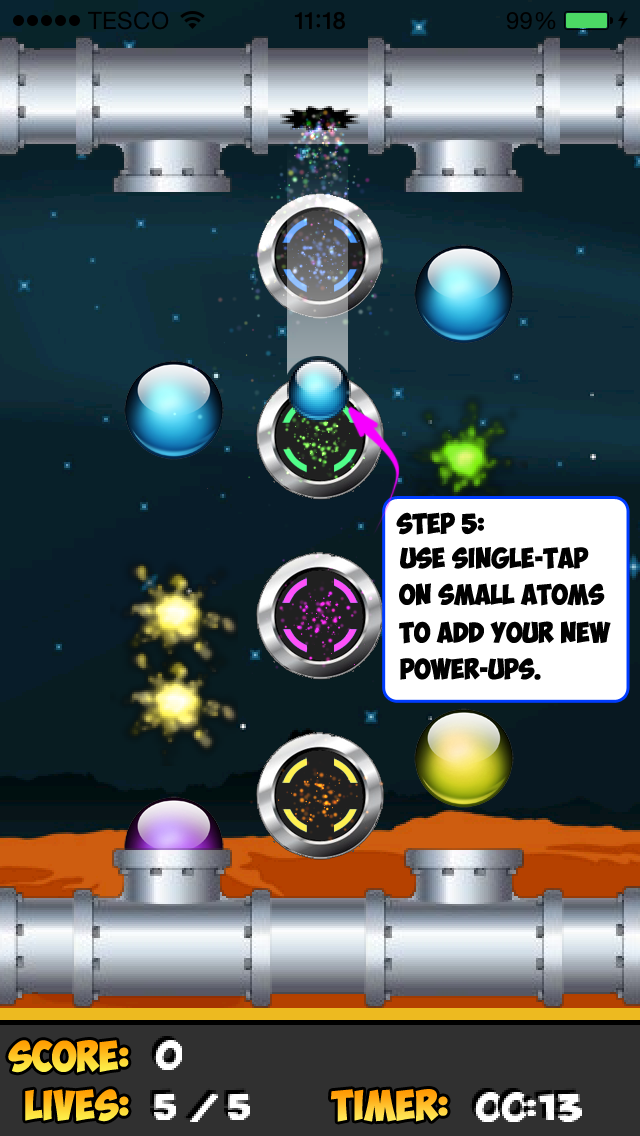 TESCO 11:18 99%
STEP 5:
USE SINGLE-TAP
ON SMALL ATOMS
TO ADD YOUR NEW
POWER-UPS.
SCORE: 0
LIVES: 5 / 5 TIMER: 00:13